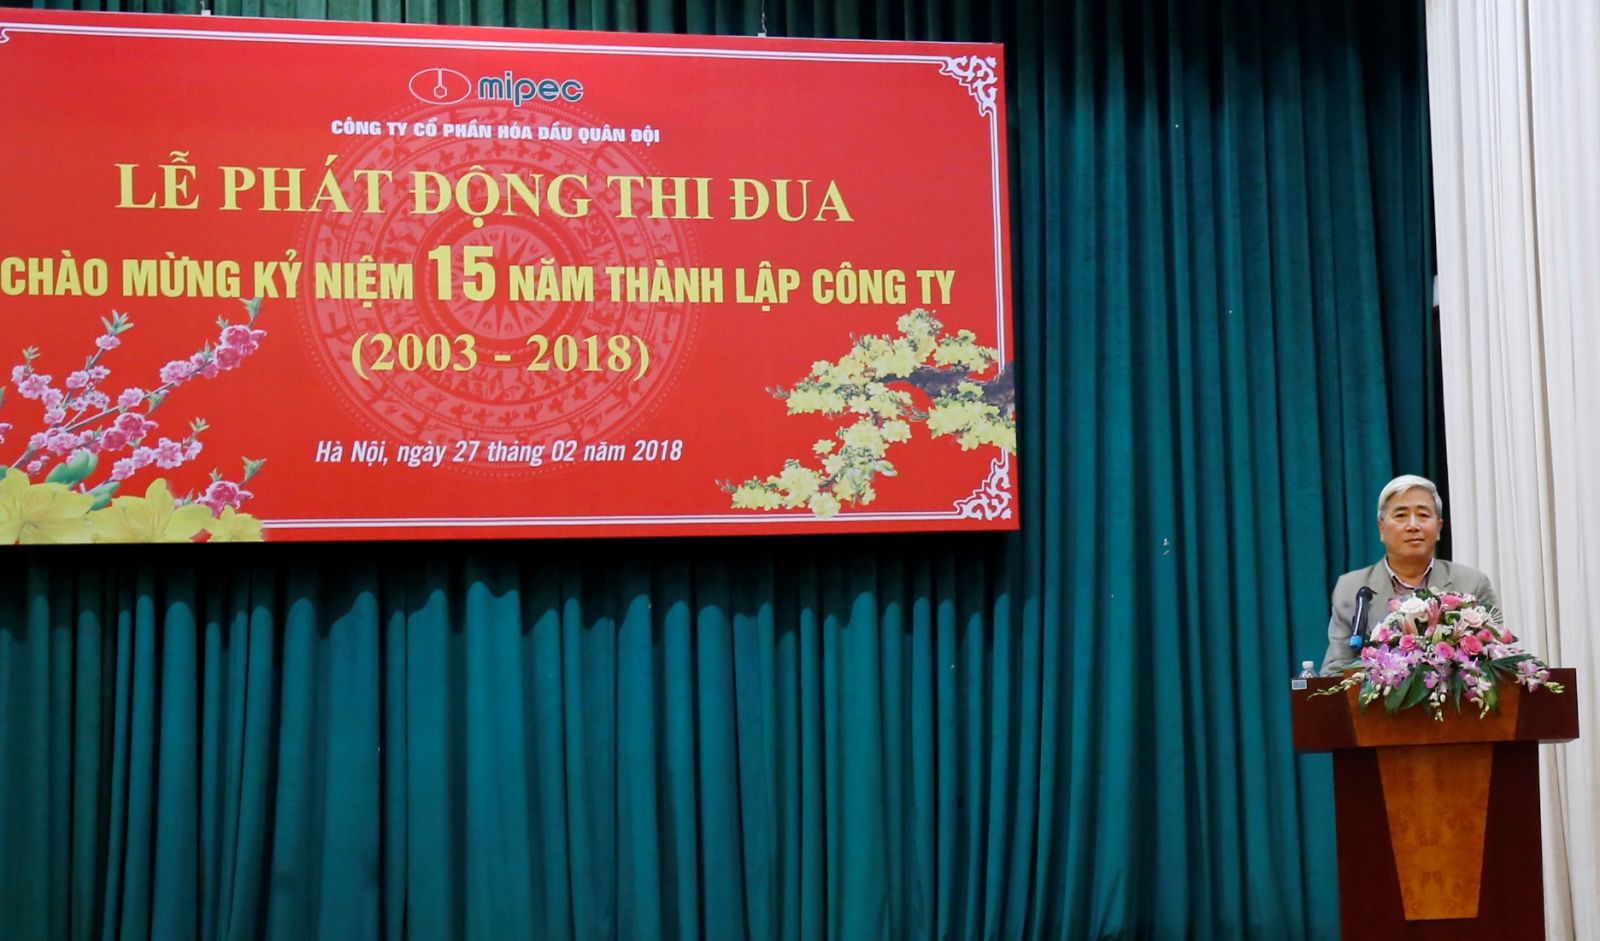 mipec
CÔNG TY CỔ PHẦN HÓA DẦU QUÂN ĐỘI
LỄ PHÁT ĐỘNG THI ĐUA
CHÀO MỪNG KỶ NIỆM 15 NĂM THÀNH LẬP CÔNG TY
(2003 - 2018)
Hà Nội, ngày 27 tháng 02 năm 2018